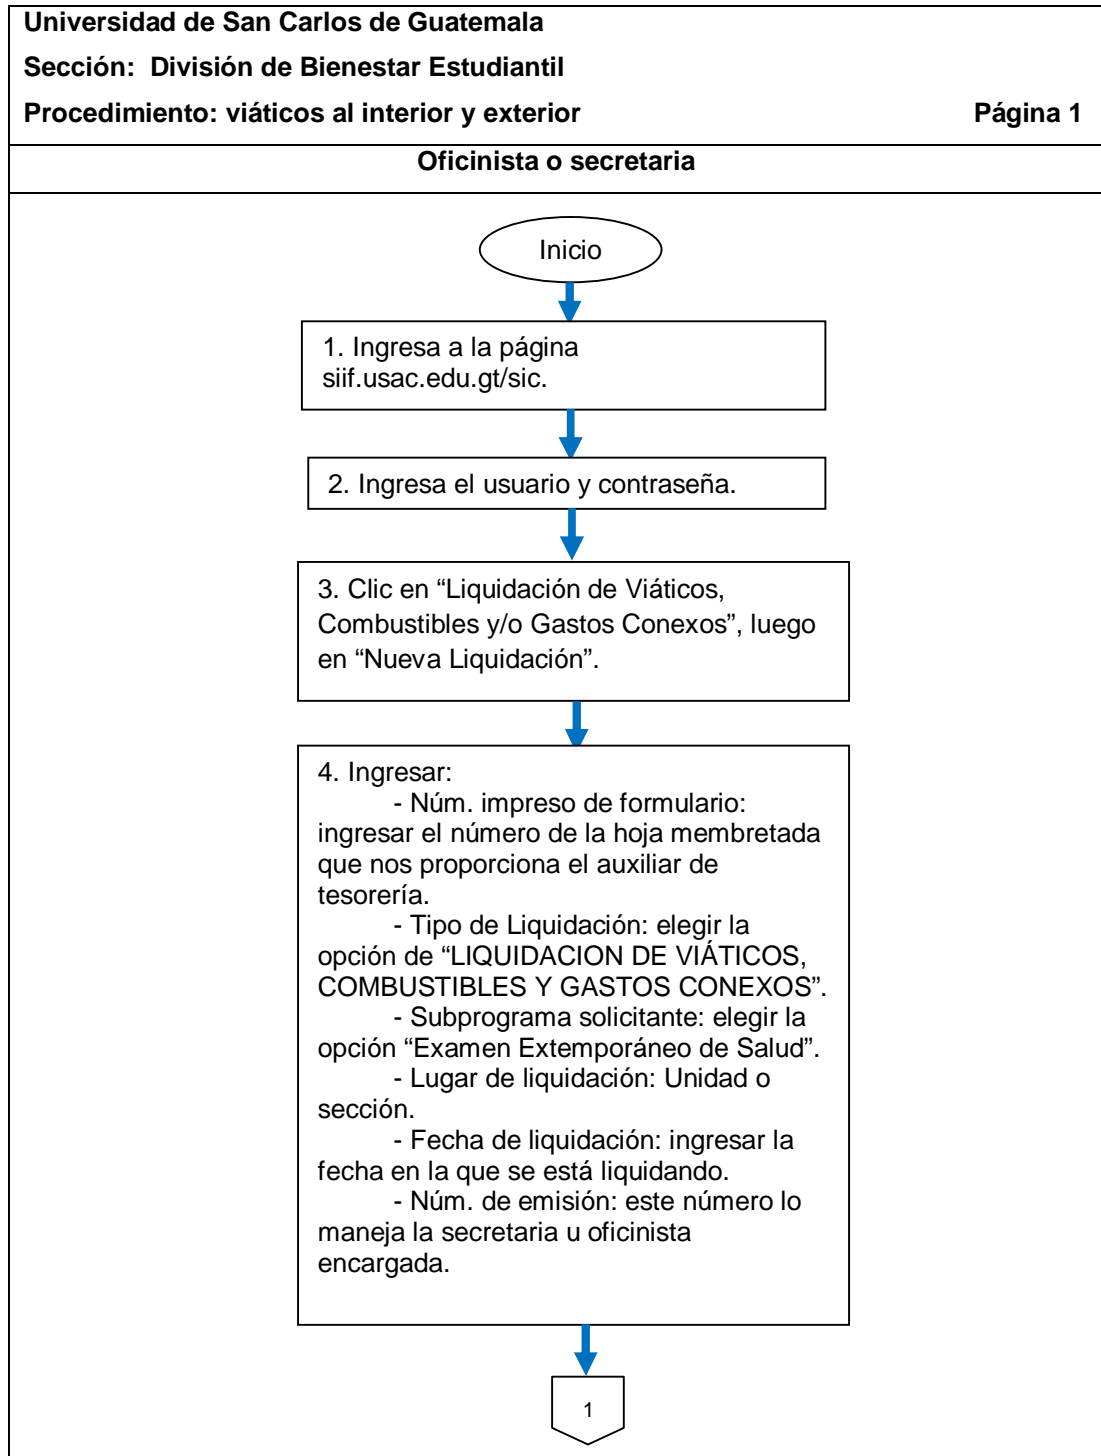 Universidad de San Carlos de Guatemala
Sección:  División de Bienestar Estudiantil
Procedimiento: viáticos al interior y exterior Página 1
Oficinista o secretaria
Inicio
1. Ingresa a la página
siif.usac.edu.gt/sic.
2. Ingresa el usuario y contraseña.
3. Clic en “Liquidación de Viáticos,
Combustibles y/o Gastos Conexos”, luego
en “Nueva Liquidación”.
4. Ingresar:
- Núm. impreso de formulario:
ingresar el número de la hoja membretada
que nos proporciona el auxiliar de
tesorería.
- Tipo de Liquidación: elegir la
opción de “LIQUIDACION DE VIÁTICOS,
COMBUSTIBLES Y GASTOS CONEXOS”.
- Subprograma solicitante: elegir la
opción “Examen Extemporáneo de Salud”.
- Lugar de liquidación: Unidad o
sección.
- Fecha de liquidación: ingresar la
fecha en la que se está liquidando.
- Núm. de emisión: este número lo
maneja la secretaria u oficinista
encargada.
1